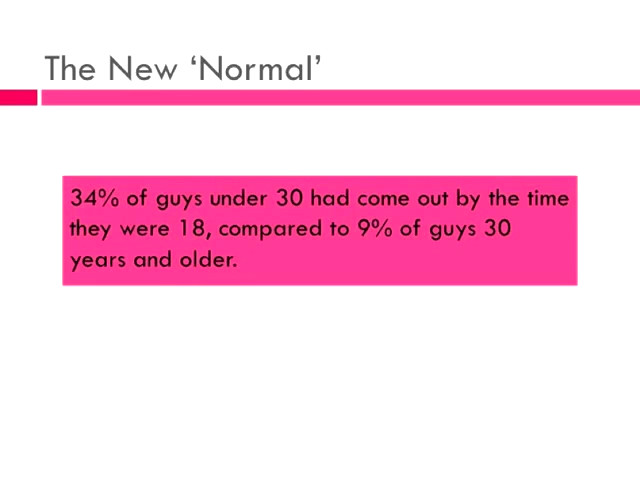 The New ‘Normal’
34% of guys under 30 had come out by the time
they were 18, compared to 9% of guys 30
years and older.